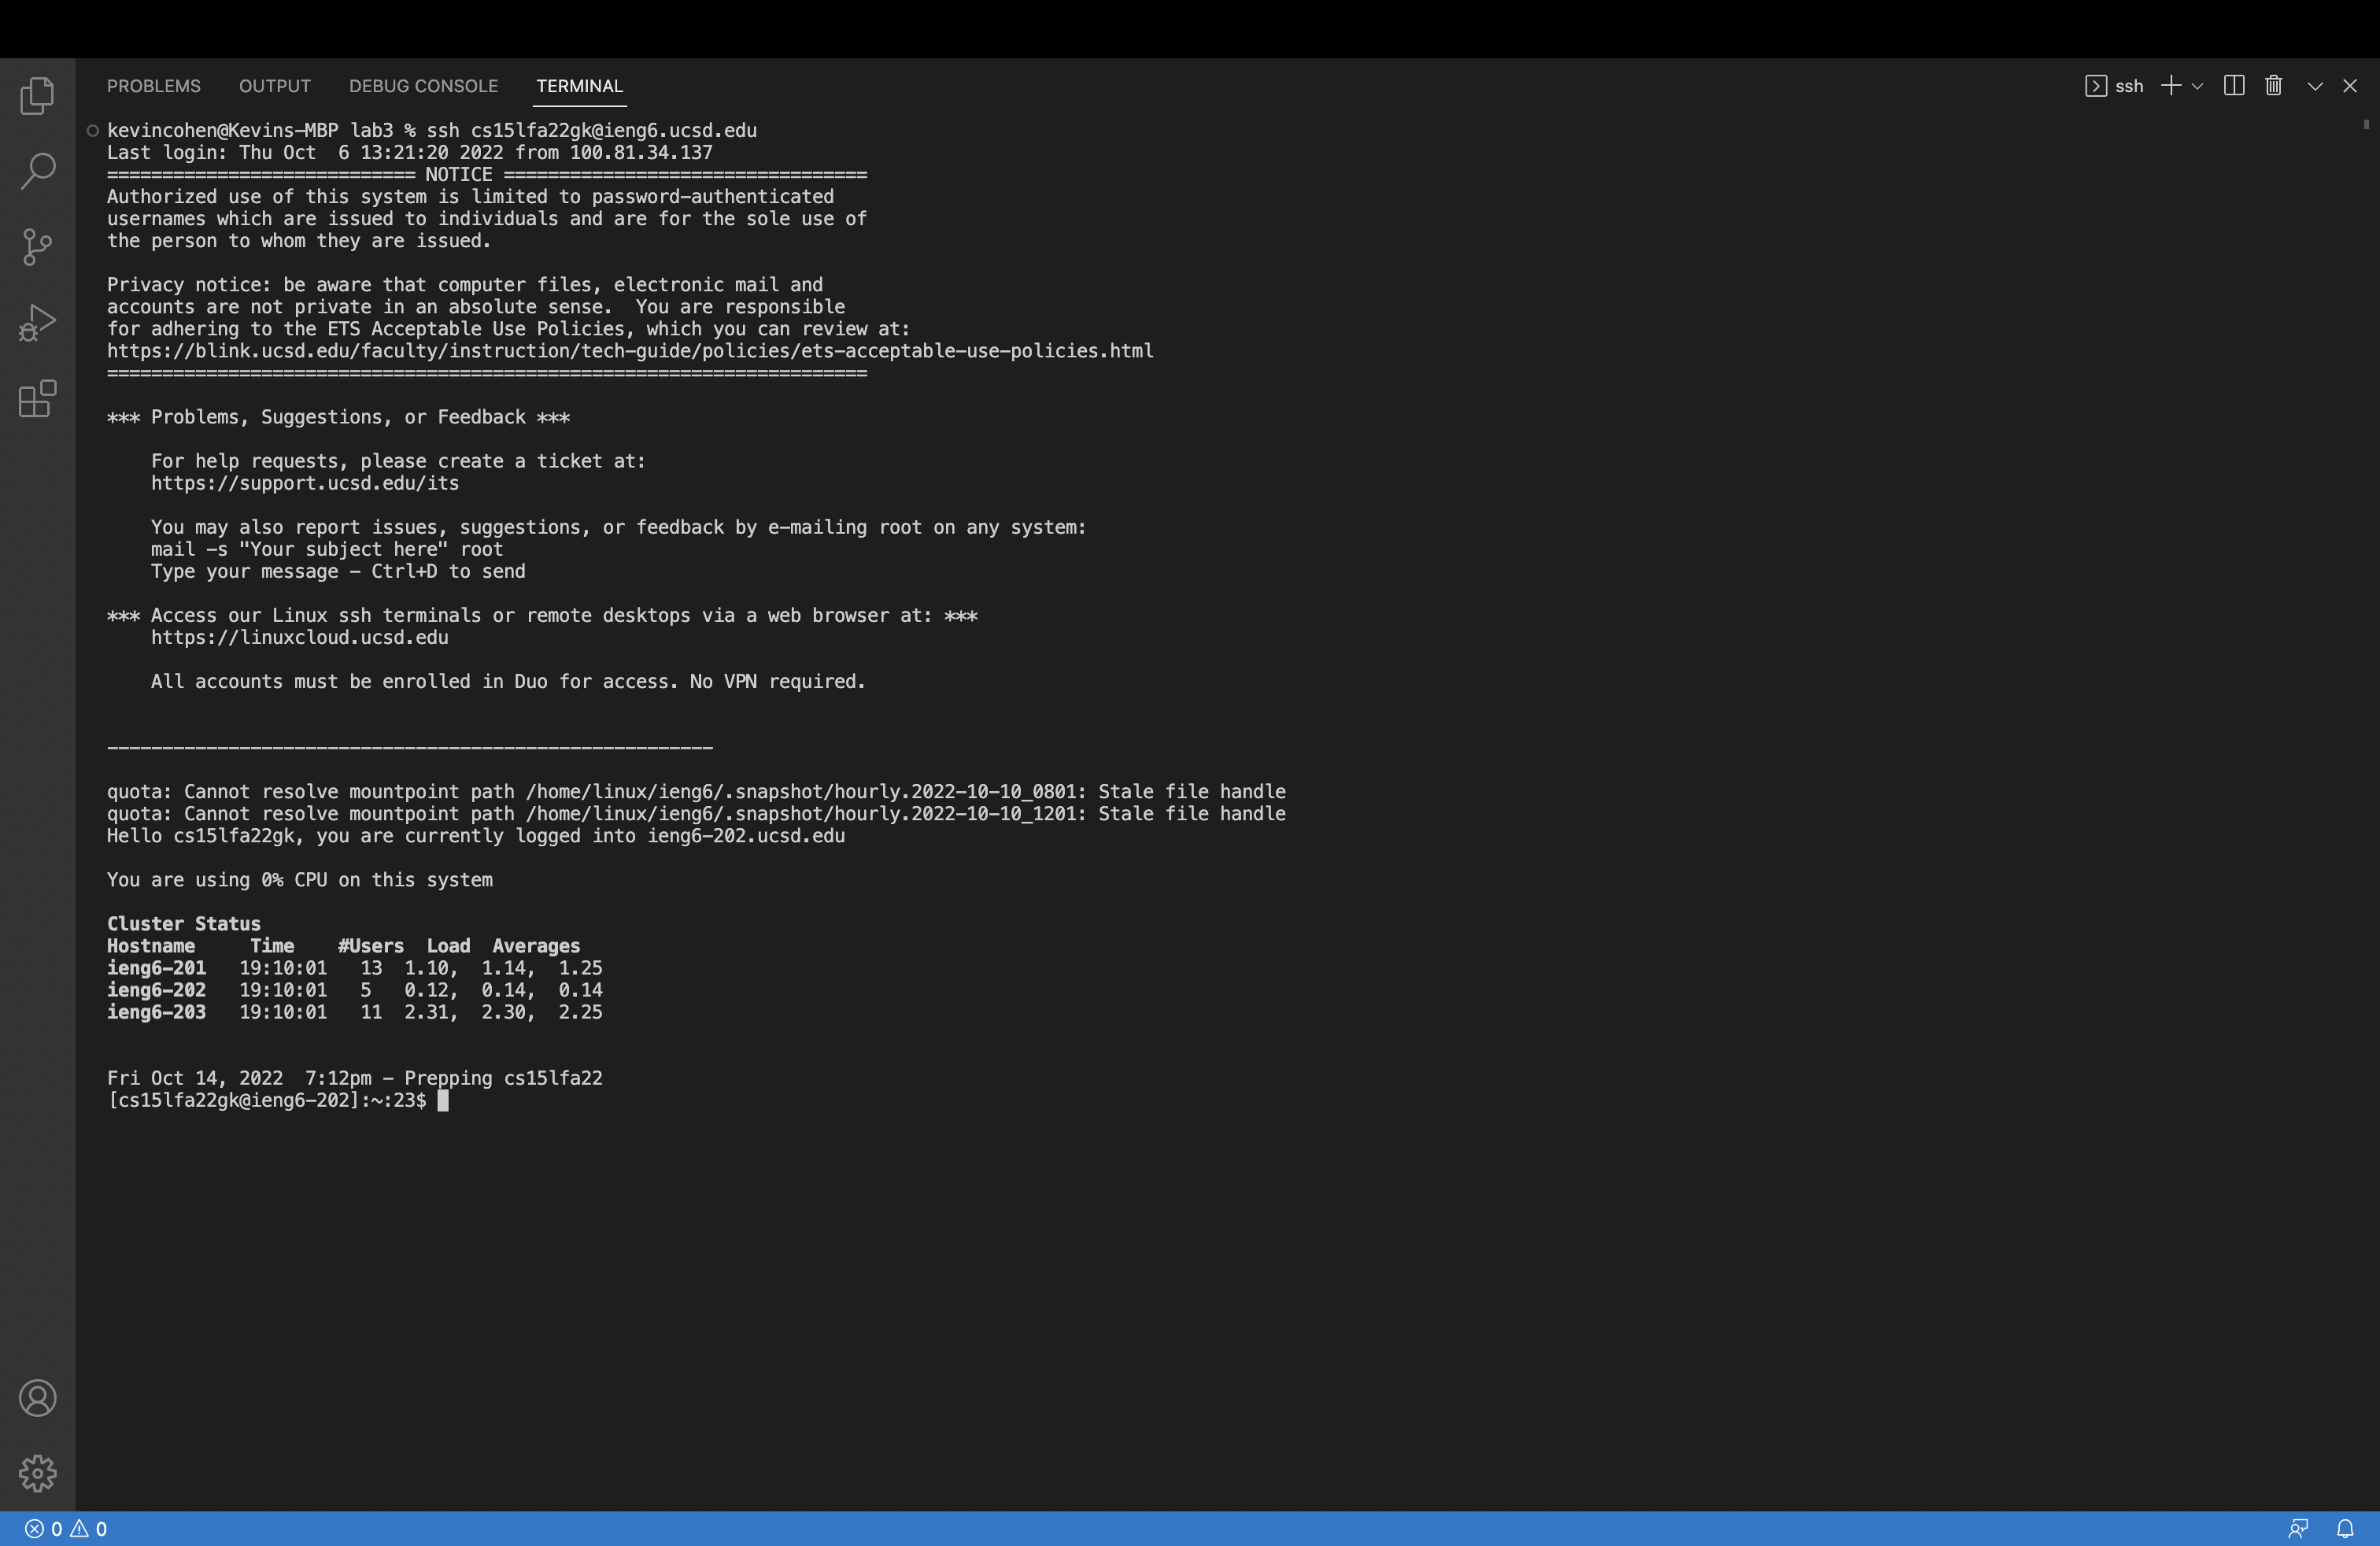 PROBLEMS OUTPUT DEBUG CONSOLE TERMINAL ssh
kevincohen@Kevins-MBP lab3 % ssh cs15lfa22gk@ieng6.ucsd.edu
Last login: Thu Oct  6 13:21:20 2022 from 100.81.34.137
============================ NOTICE =================================
Authorized use of this system is limited to password-authenticated
usernames which are issued to individuals and are for the sole use of
the person to whom they are issued.

Privacy notice: be aware that computer files, electronic mail and
accounts are not private in an absolute sense.  You are responsible
for adhering to the ETS Acceptable Use Policies, which you can review at:
https://blink.ucsd.edu/faculty/instruction/tech-guide/policies/ets-acceptable-use-policies.html
=====================================================================

*** Problems, Suggestions, or Feedback ***

    For help requests, please create a ticket at:
    https://support.ucsd.edu/its

    You may also report issues, suggestions, or feedback by e-mailing root on any system:
    mail -s "Your subject here" root
    Type your message - Ctrl+D to send

*** Access our Linux ssh terminals or remote desktops via a web browser at: ***
    https://linuxcloud.ucsd.edu

    All accounts must be enrolled in Duo for access. No VPN required.

-------------------------------------------------------

quota: Cannot resolve mountpoint path /home/linux/ieng6/.snapshot/hourly.2022-10-10_0801: Stale file handle
quota: Cannot resolve mountpoint path /home/linux/ieng6/.snapshot/hourly.2022-10-10_1201: Stale file handle
Hello cs15lfa22gk, you are currently logged into ieng6-202.ucsd.edu

You are using 0% CPU on this system

Cluster Status
Hostname     Time    #Users  Load  Averages
ieng6-201   19:10:01   13  1.10,  1.14,  1.25
ieng6-202   19:10:01   5   0.12,  0.14,  0.14
ieng6-203   19:10:01   11  2.31,  2.30,  2.25

Fri Oct 14, 2022  7:12pm - Prepping cs15lfa22
[cs15lfa22gk@ieng6-202]:~:23$
0 0